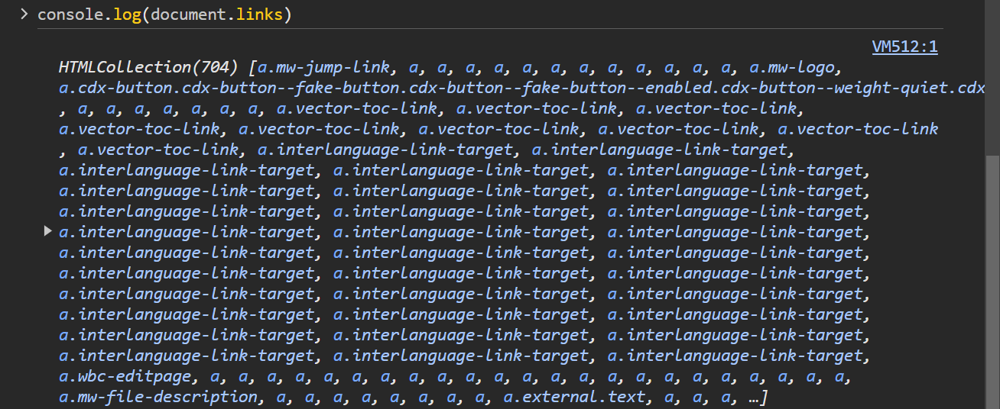 > console.log(document.links)
VM512:1
HTMLCollection(704) [a.mw-jump-link, a, a, a, a, a, a, a, a, a, a, a, a, a.mw-logo,
a.cdx-button.cdx-button--fake-button.cdx-button--fake-button--enabled.cdx-button--weight-quiet.cdx
, a, a, a, a, a, a, a, a.vector-toc-link, a.vector-toc-link, a.vector-toc-link,
a.vector-toc-link, a.vector-toc-link, a.vector-toc-link, a.vector-toc-link, a.vector-toc-link
, a.vector-toc-link, a.interlanguage-link-target, a.interlanguage-link-target,
a.interlanguage-link-target, a.interlanguage-link-target, a.interlanguage-link-target,
a.interlanguage-link-target, a.interlanguage-link-target, a.interlanguage-link-target,
a.interlanguage-link-target, a.interlanguage-link-target, a.interlanguage-link-target,
a.interlanguage-link-target, a.interlanguage-link-target, a.interlanguage-link-target,
a.interlanguage-link-target, a.interlanguage-link-target, a.interlanguage-link-target,
a.interlanguage-link-target, a.interlanguage-link-target, a.interlanguage-link-target,
a.interlanguage-link-target, a.interlanguage-link-target, a.interlanguage-link-target,
a.interlanguage-link-target, a.interlanguage-link-target, a.interlanguage-link-target,
a.interlanguage-link-target, a.interlanguage-link-target, a.interlanguage-link-target,
a.interlanguage-link-target, a.interlanguage-link-target, a.interlanguage-link-target,
a.wbc-editpage, a, a, a, a, a, a, a, a, a, a, a, a, a, a, a, a, a, a, a, a, a, a, a,
a.mw-file-description, a, a, a, a, a, a, a, a, a.external.text, a, a, a, …]